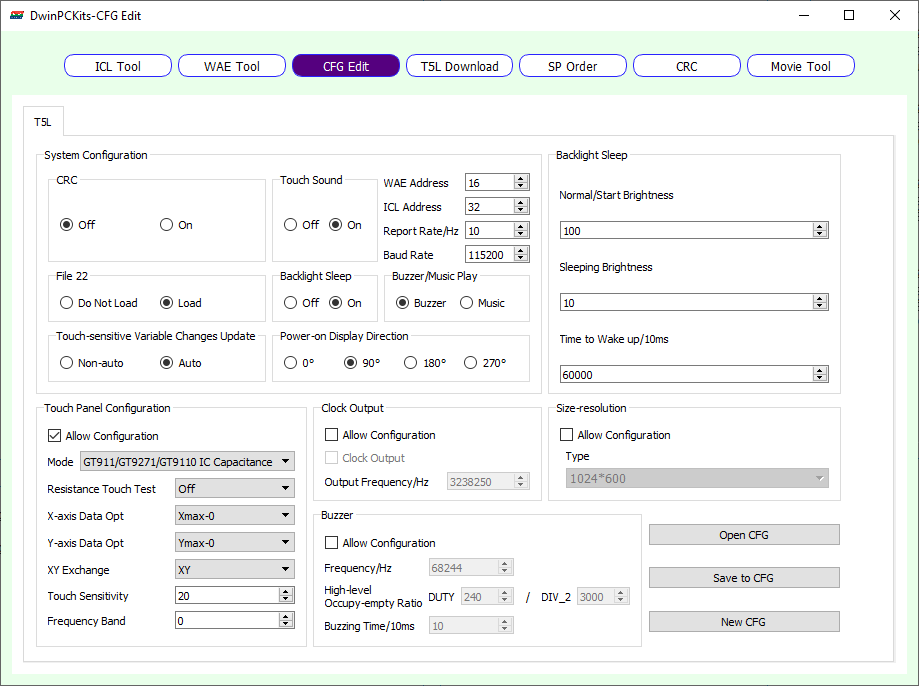 DwinPCKits-CFG Edit
ICL Tool
WAE Tool
CFG Edit
T5L Download
SP Order
CRC
Movie Tool
T5L
System Configuration
CRC
Off
On
Touch Sound
Off
On
WAE Address
16
ICL Address
32
Report Rate/Hz
10
Baud Rate
115200
File 22
Do Not Load
Load
Backlight Sleep
Off
On
Buzzer/Music Play
Buzzer
Music
Touch-sensitive Variable Changes Update
Non-auto
Auto
Power-on Display Direction
0°
90°
180°
270°
Backlight Sleep
Normal/Start Brightness
100
Sleeping Brightness
10
Time to Wake up/10ms
60000
Touch Panel Configuration
Allow Configuration
Mode
GT911/GT9271/GT9110 IC Capacitance
Resistance Touch Test
Off
X-axis Data Opt
Xmax-0
Y-axis Data Opt
Ymax-0
XY Exchange
XY
Touch Sensitivity
20
Frequency Band
0
Clock Output
Allow Configuration
Clock Output
Output Frequency/Hz
3238250
Size-resolution
Allow Configuration
Type
1024*600
Buzzer
Allow Configuration
Frequency/Hz
68244
High-level
Occupy-empty Ratio
DUTY
240
/
DIV_2
3000
Buzzing Time/10ms
10
Open CFG
Save to CFG
New CFG